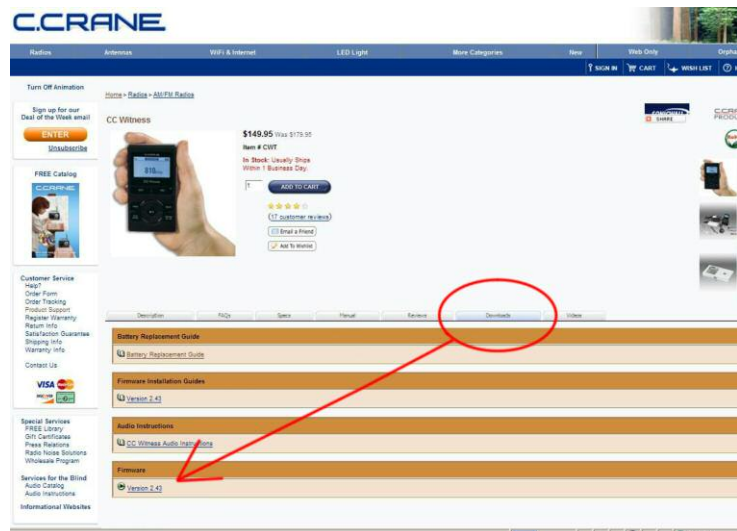 C.CRANE
Radios
Antennas
WiFi & Internet
LED Light
More Categories
New
Web Only
SIGN IN
CART
WISH LIST
Turn Off Animation
Home > Radios > AM/FM Radios
Sign up for our
Deal of the Week email
ENTER
Unsubscribe
CC Witness
$149.95 Was $179.95
Item # CWT
In Stock: Usually Ships
Within 1 Business Day.
1
ADD TO CART
(17 customer reviews)
Email a Friend
Add To Wishlist
SHARE
FREE Catalog
C.CRANE
Customer Service
Help?
Order Form
Order Tracking
Product Support
Register Warranty
Return Info
Satisfaction Guarantee
Shipping Info
Warranty Info
Contact Us
VISA
Special Services
FREE Library
Gift Certificates
Press Relations
Radio Noise Solutions
Wholesale Program
Services for the Blind
Audio Catalog
Audio Instructions
Informational Websites
Description
FAQs
Specs
Manual
Reviews
Downloads
Videos
Battery Replacement Guide
Battery Replacement Guide
Firmware Installation Guides
Version 2.43
Audio Instructions
CC Witness Audio Instructions
Firmware
Version 2.43